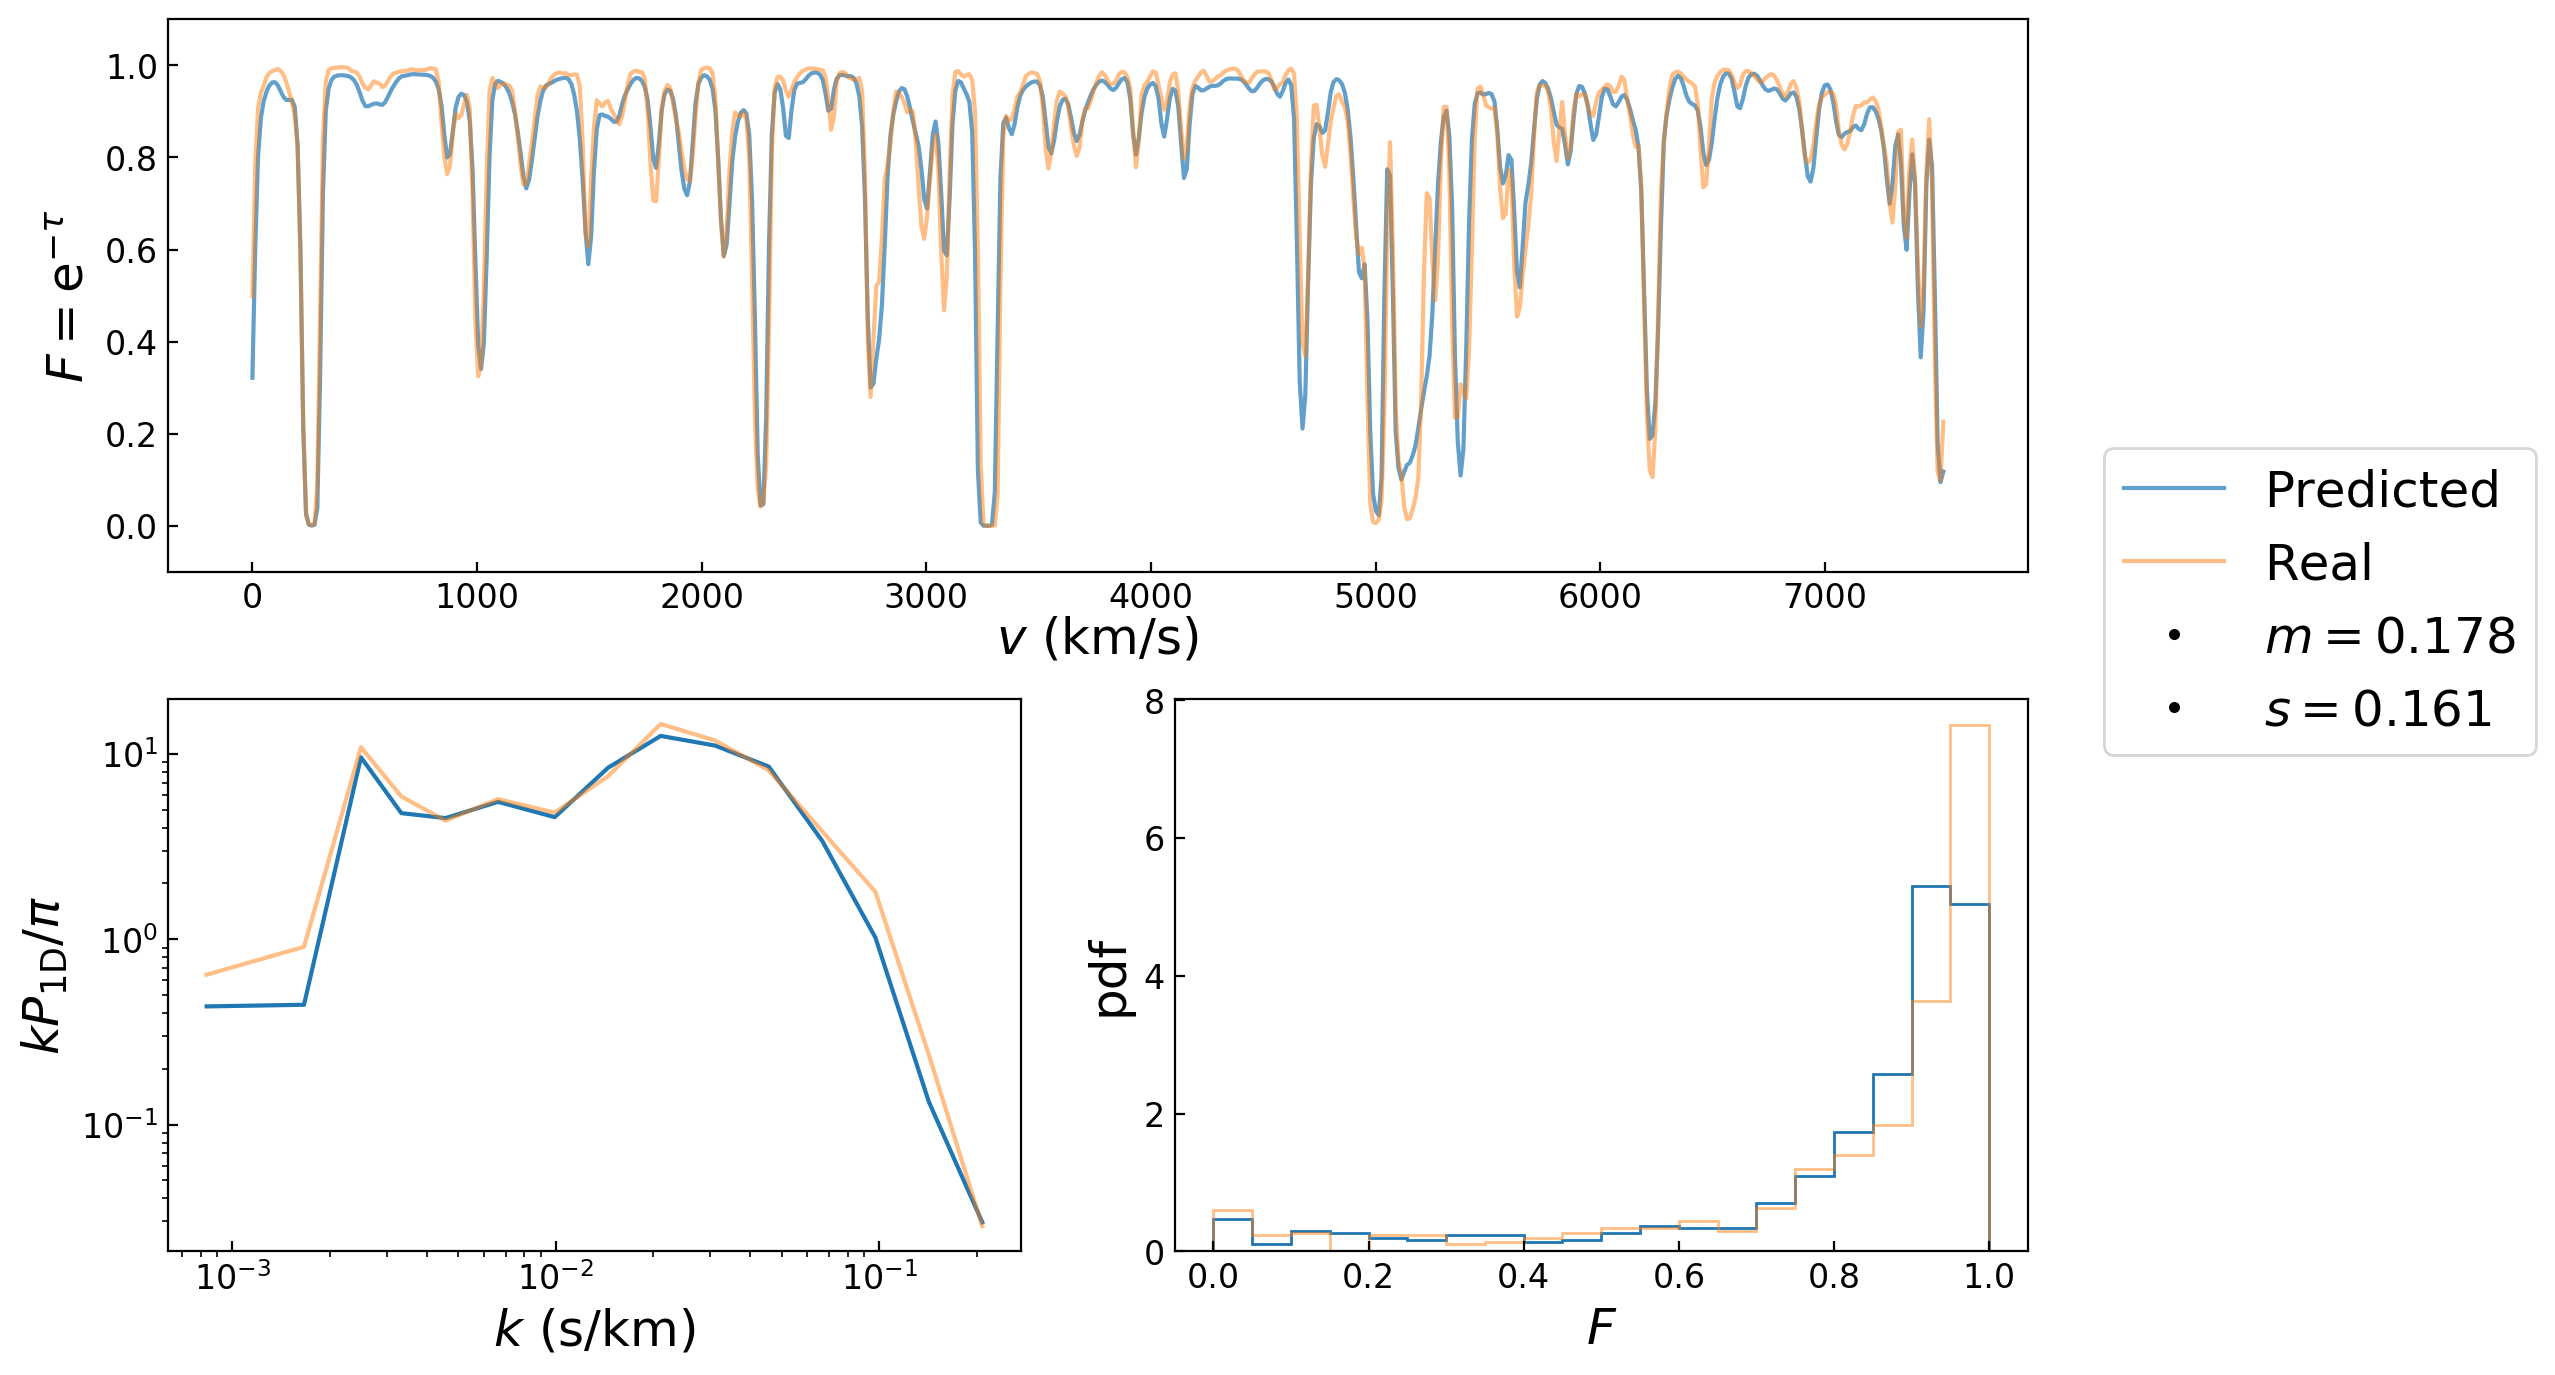 F = e^{−τ}
1.0
0.8
0.6
0.4
0.2
0.0
0 1000 2000 3000 4000 5000 6000 7000
v (km/s)
Predicted
Real
m = 0.178
s = 0.161
kP_{1D}/π
10^1
10^0
10^{−1}
10^{−3} 10^{−2} 10^{−1}
k (s/km)
pdf
8
6
4
2
0
0.0 0.2 0.4 0.6 0.8 1.0
F